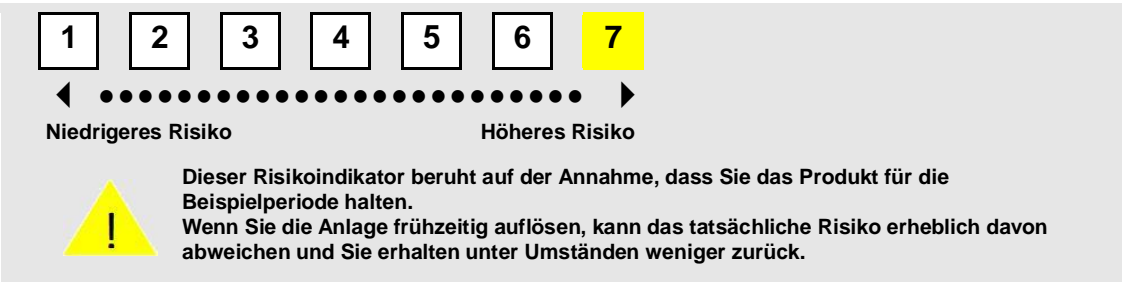 1 2 3 4 5 6 7
Niedrigeres Risiko Höheres Risiko
Dieser Risikoindikator beruht auf der Annahme, dass Sie das Produkt für die
Beispielperiode halten.
Wenn Sie die Anlage frühzeitig auflösen, kann das tatsächliche Risiko erheblich davon
abweichen und Sie erhalten unter Umständen weniger zurück.
!